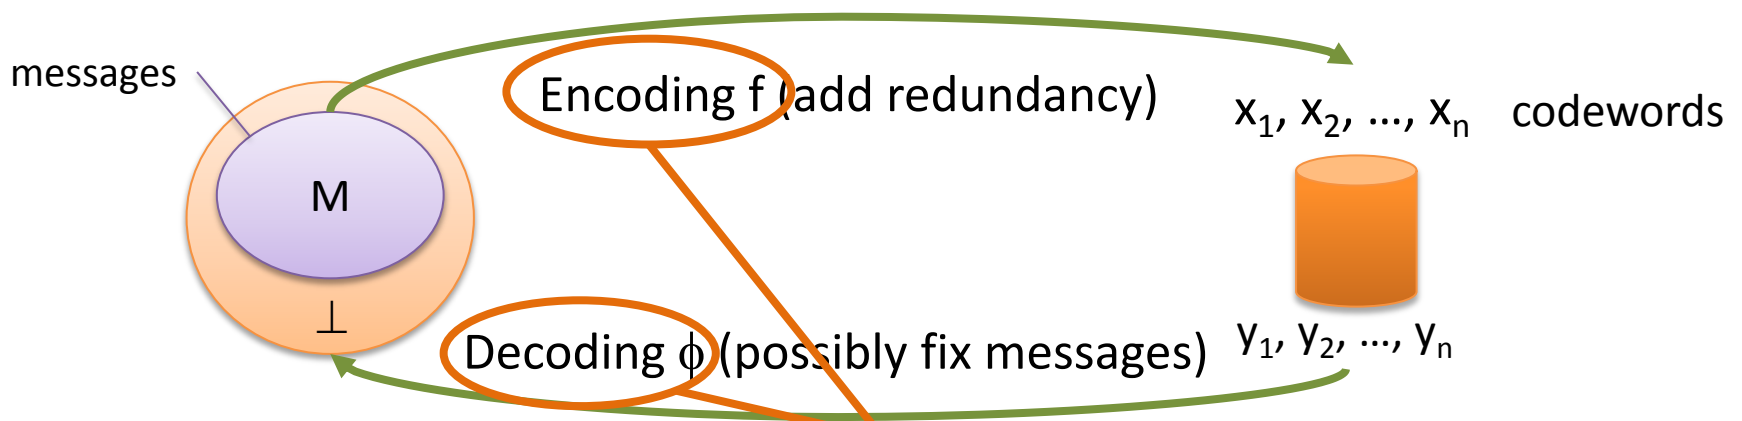 messages
Encoding f (add redundancy)
x₁, x₂, …, xₙ codewords
M
⊥
Decoding ϕ (possibly fix messages)
y₁, y₂, …, yₙ